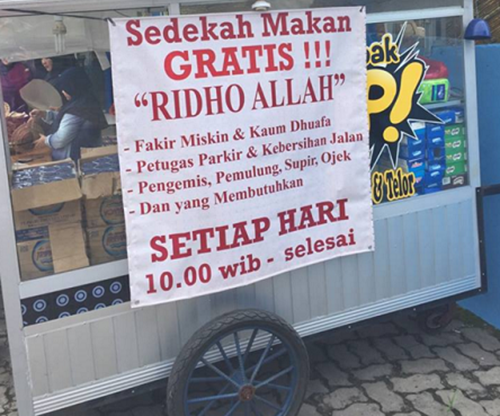 Sedekah Makan
GRATIS !!!
“RIDHO ALLAH”
- Fakir Miskin & Kaum Dhuafa
- Petugas Parkir & Kebersihan Jalan
- Pengemis, Pemulung, Supir, Ojek
- Dan yang Membutuhkan
SETIAP HARI
10.00 wib - selesai
P!
& Telor